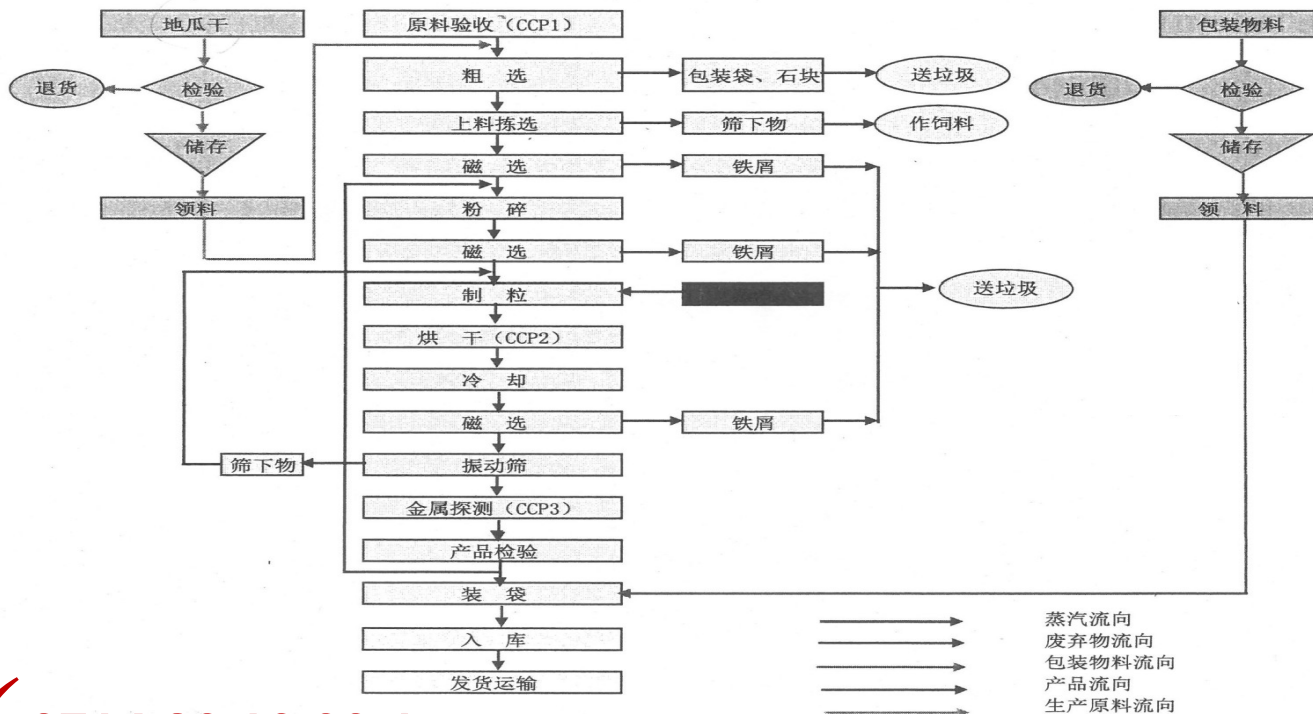 地瓜干
原料验收（CCP1）
包装物料
退货
检验
粗 选
包装袋、石块
送垃圾
退货
检验
储存
上料拣选
筛下物
作饲料
储存
领料
磁 选
铁屑
领 料
粉 碎
磁 选
铁屑
制 粒
送垃圾
烘 干（CCP2）
冷 却
磁 选
铁屑
筛下物
振动筛
金属探测（CCP3）
产品检验
装 袋
入 库
发货运输
蒸汽流向
废弃物流向
包装物料流向
产品流向
生产原料流向